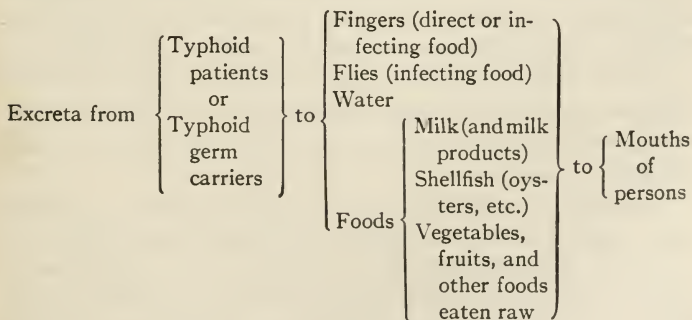 Excreta from
Typhoid
patients
or
Typhoid
germ
carriers
to
Fingers (direct or in-
fecting food)
Flies (infecting food)
Water
Foods
Milk (and milk
products)
Shellfish (oys-
ters, etc.)
Vegetables,
fruits, and
other foods
eaten raw
to
Mouths
of
persons